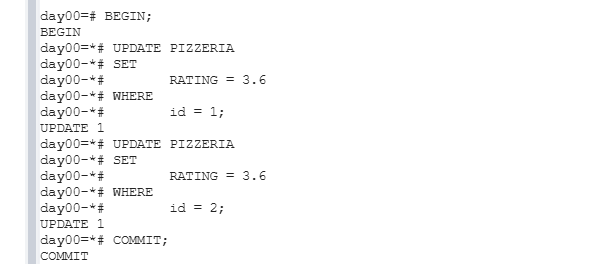 day00=# BEGIN;
BEGIN
day00=*# UPDATE PIZZERIA
day00-*# SET
day00-*#        RATING = 3.6
day00-*# WHERE
day00-*#        id = 1;
UPDATE 1
day00=*# UPDATE PIZZERIA
day00-*# SET
day00-*#        RATING = 3.6
day00-*# WHERE
day00-*#        id = 2;
UPDATE 1
day00=*# COMMIT;
COMMIT